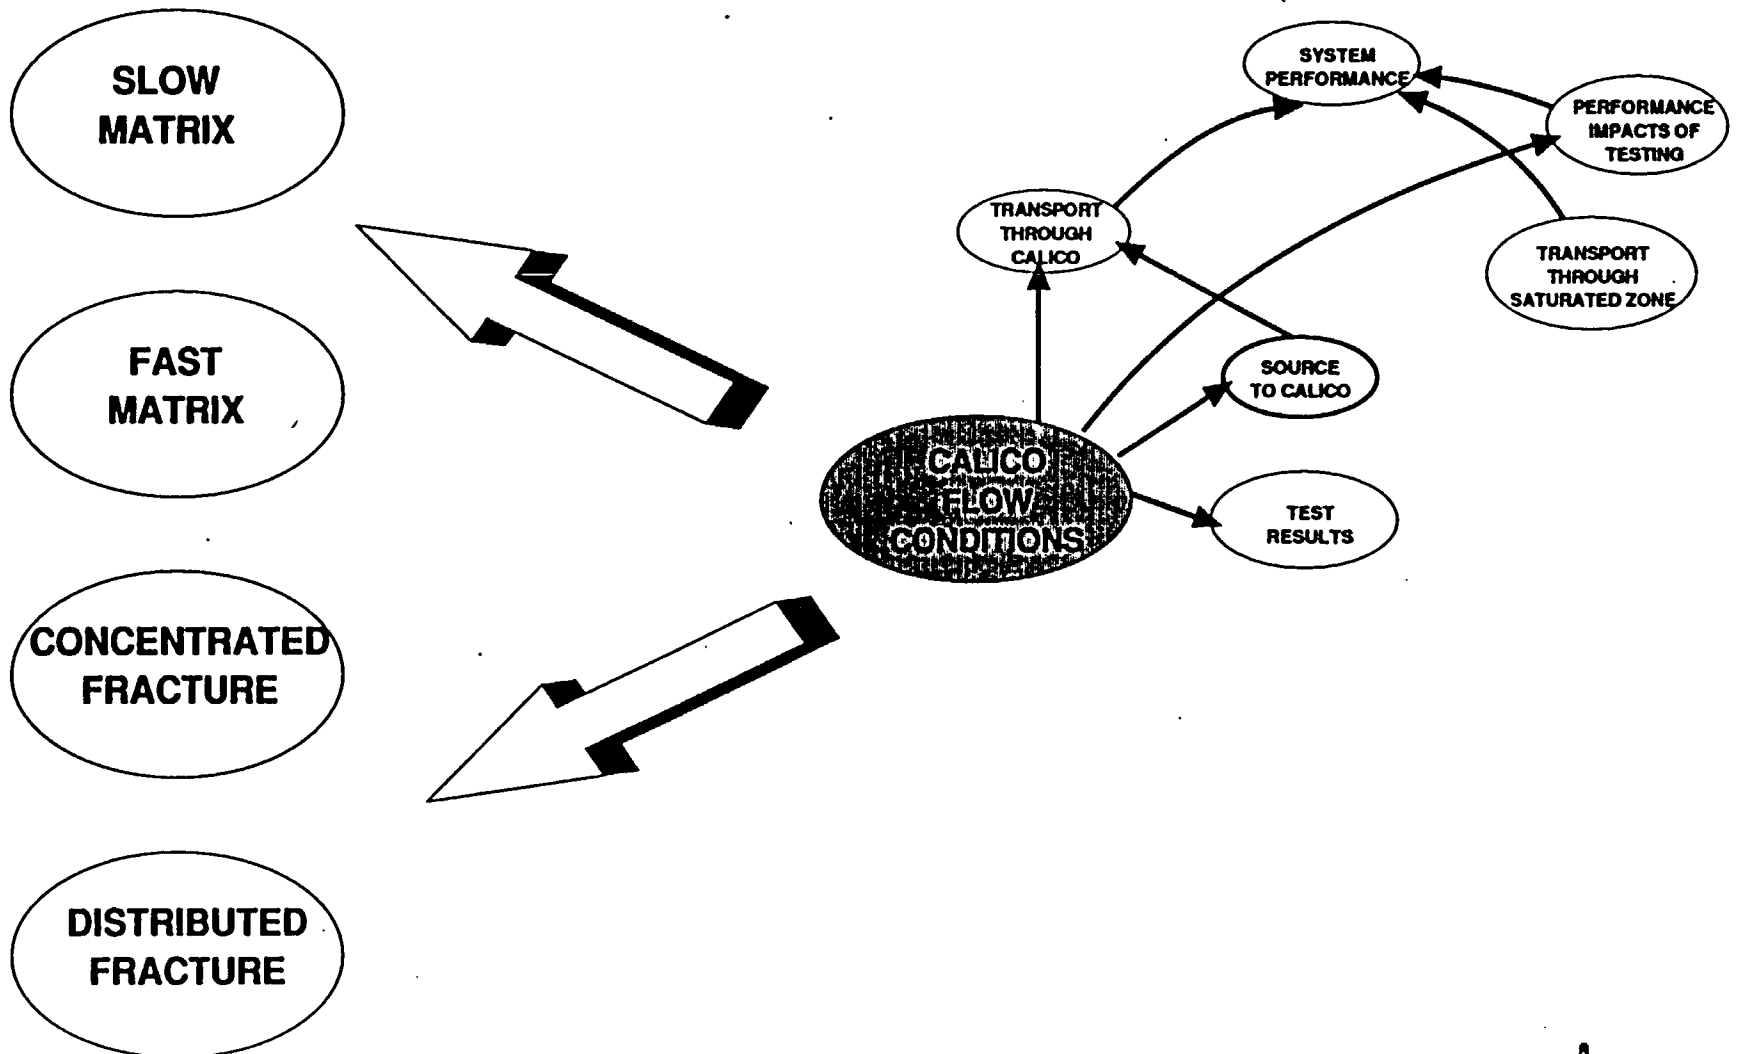 SLOW
MATRIX
FAST
MATRIX
CONCENTRATED
FRACTURE
DISTRIBUTED
FRACTURE
SYSTEM
PERFORMANCE
PERFORMANCE
IMPACTS OF
TESTING
TRANSPORT
THROUGH
CALICO
TRANSPORT
THROUGH
SATURATED ZONE
SOURCE
TO CALICO
CALICO
FLOW
CONDITIONS
TEST
RESULTS